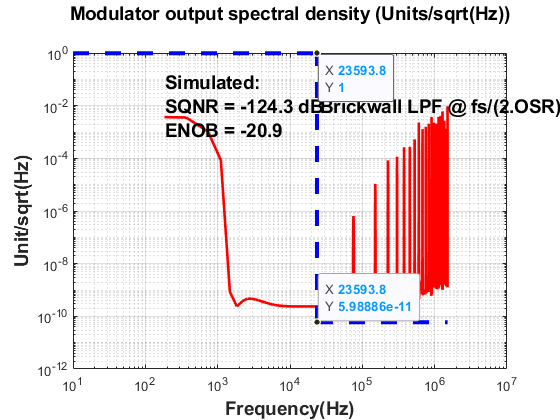 Modulator output spectral density (Units/sqrt(Hz))
10^0
10^-2
10^-4
10^-6
10^-8
10^-10
10^-12
Unit/sqrt(Hz)
Simulated:
SQNR = -124.3 dB
ENOB = -20.9
X 23593.8
Y 1
Brickwall LPF @ fs/(2.OSR)
X 23593.8
Y 5.98886e-11
10^1 10^2 10^3 10^4 10^5 10^6 10^7
Frequency(Hz)